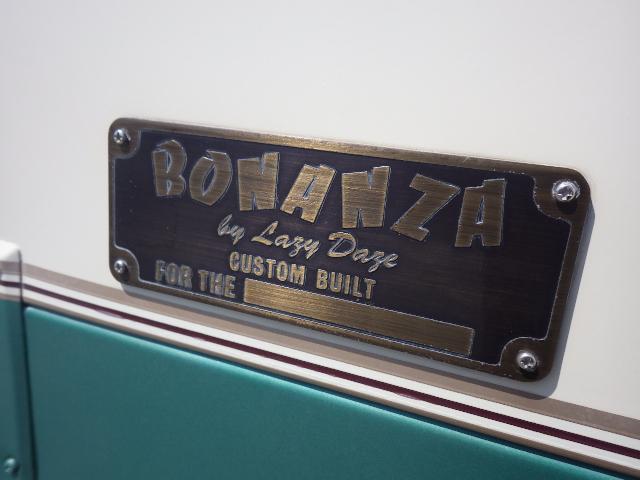 BONANZA
by Lazy Daze
CUSTOM BUILT
FOR THE